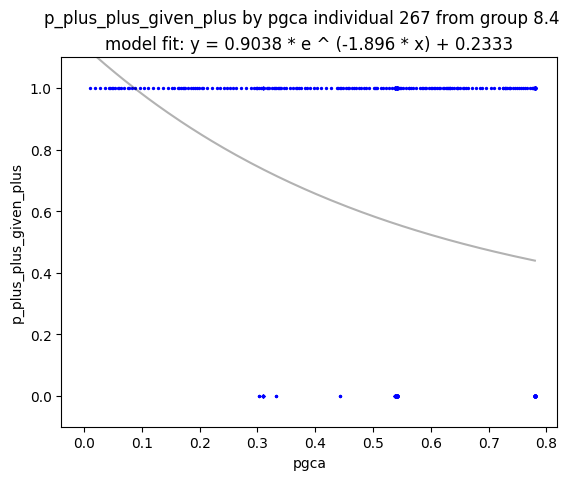 p_plus_plus_given_plus by pgca individual 267 from group 8.4
model fit: y = 0.9038 * e ^ (-1.896 * x) + 0.2333
1.0
0.8
0.6
0.4
0.2
0.0
p_plus_plus_given_plus
0.0 0.1 0.2 0.3 0.4 0.5 0.6 0.7 0.8
pgca